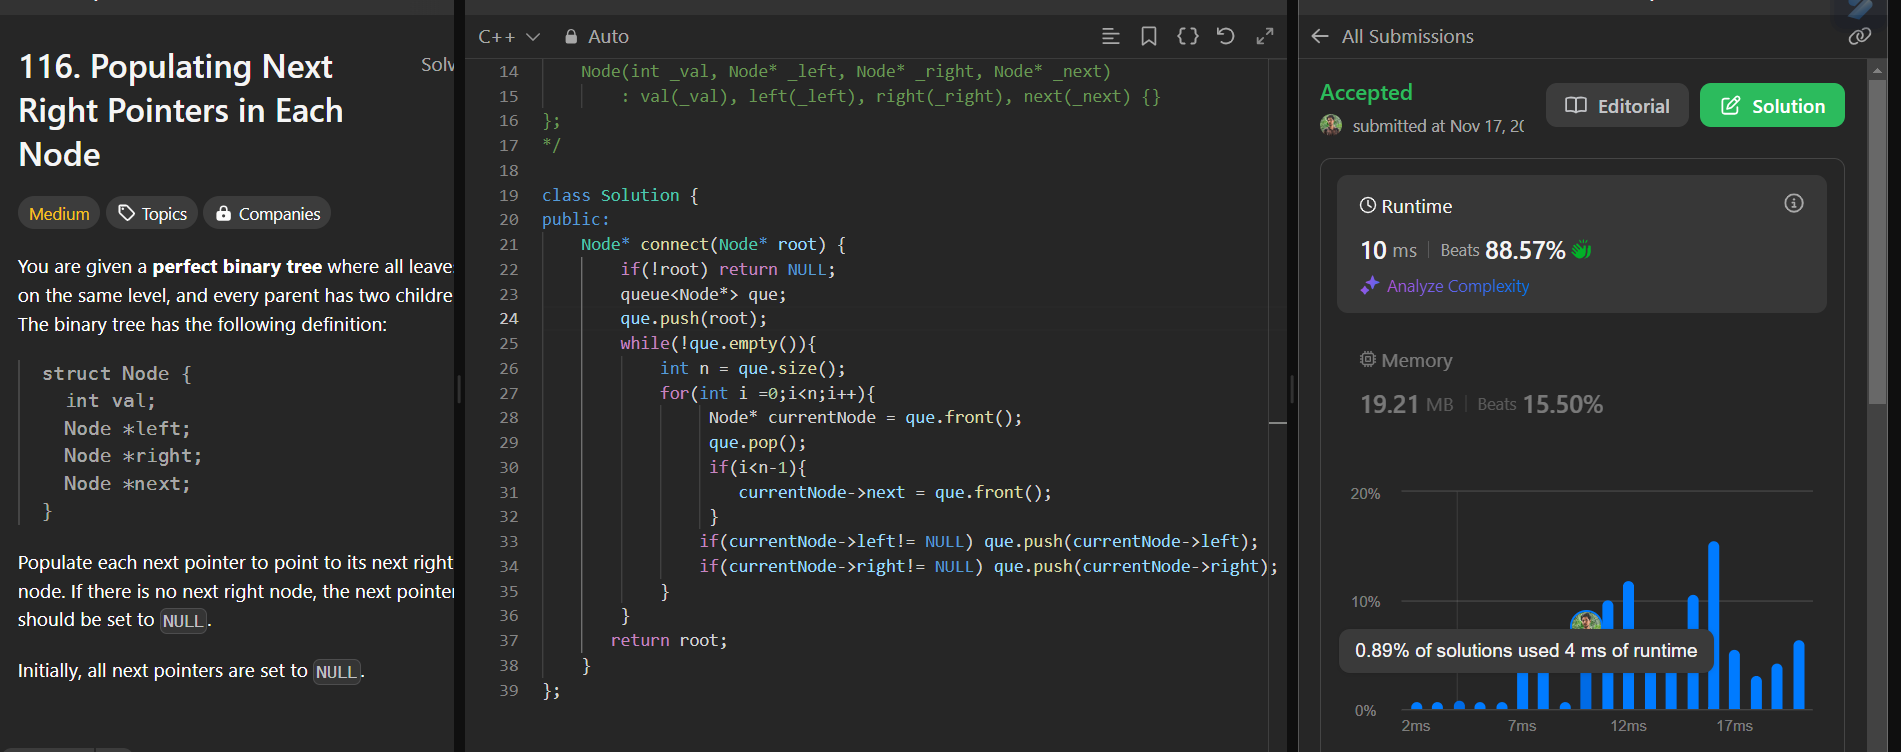 116. Populating Next
Right Pointers in Each
Node
Solv
Medium
Topics
Companies
You are given a perfect binary tree where all leave
on the same level, and every parent has two childre
The binary tree has the following definition:
struct Node {
int val;
Node *left;
Node *right;
Node *next;
}
Populate each next pointer to point to its next right
node. If there is no next right node, the next pointer
should be set to NULL.
Initially, all next pointers are set to NULL.
C++
Auto
14 Node(int _val, Node* _left, Node* _right, Node* _next)
15 : val(_val), left(_left), right(_right), next(_next) {}
16 };
17 */
18
19 class Solution {
20 public:
21 Node* connect(Node* root) {
22 if(!root) return NULL;
23 queue<Node*> que;
24 que.push(root);
25 while(!que.empty()){
26 int n = que.size();
27 for(int i =0;i<n;i++){
28 Node* currentNode = que.front();
29 que.pop();
30 if(i<n-1){
31 currentNode->next = que.front();
32 }
33 if(currentNode->left!= NULL) que.push(currentNode->left);
34 if(currentNode->right!= NULL) que.push(currentNode->right);
35 }
36 }
37 return root;
38 }
39 };
All Submissions
Accepted
submitted at Nov 17, 20
Editorial
Solution
Runtime
10 ms Beats 88.57%
Analyze Complexity
Memory
19.21 MB Beats 15.50%
20%
10%
0.89% of solutions used 4 ms of runtime
0%
2ms 7ms 12ms 17ms